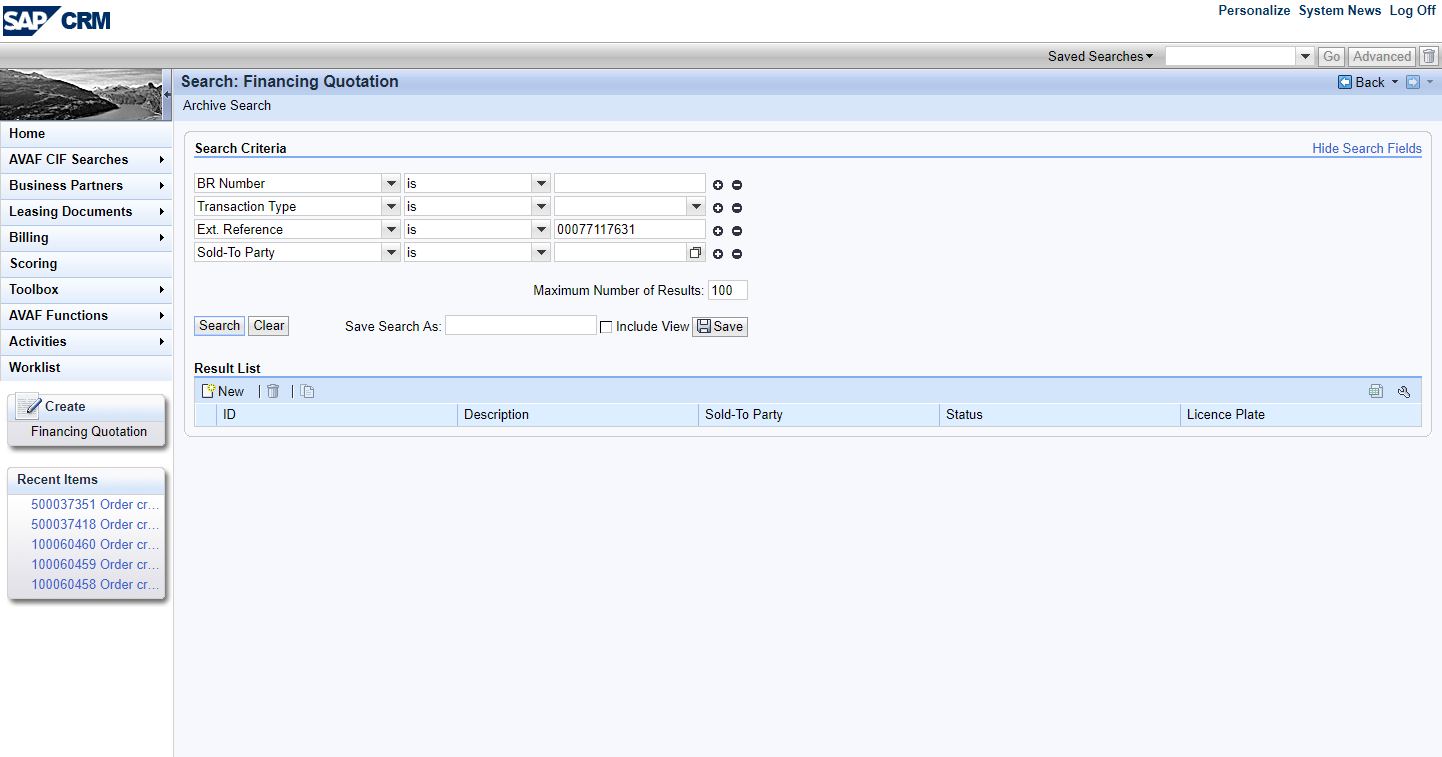 SAP CRM
Personalize System News Log Off
Saved Searches Go Advanced
Search: Financing Quotation Back
Archive Search
Home
AVAF CIF Searches
Business Partners
Leasing Documents
Billing
Scoring
Toolbox
AVAF Functions
Activities
Worklist
Create
Financing Quotation
Recent Items
500037351 Order cr...
500037418 Order cr...
100060460 Order cr...
100060459 Order cr...
100060458 Order cr...
Search Criteria Hide Search Fields
BR Number is
Transaction Type is
Ext. Reference is 00077117631
Sold-To Party is
Maximum Number of Results: 100
Search Clear Save Search As: Include View Save
Result List
New
ID Description Sold-To Party Status Licence Plate